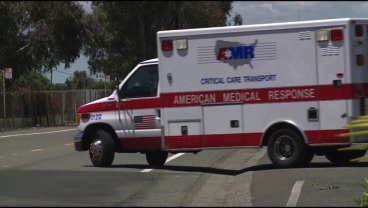 AMR
CRITICAL CARE TRANSPORT
AMERICAN MEDICAL RESPONSE